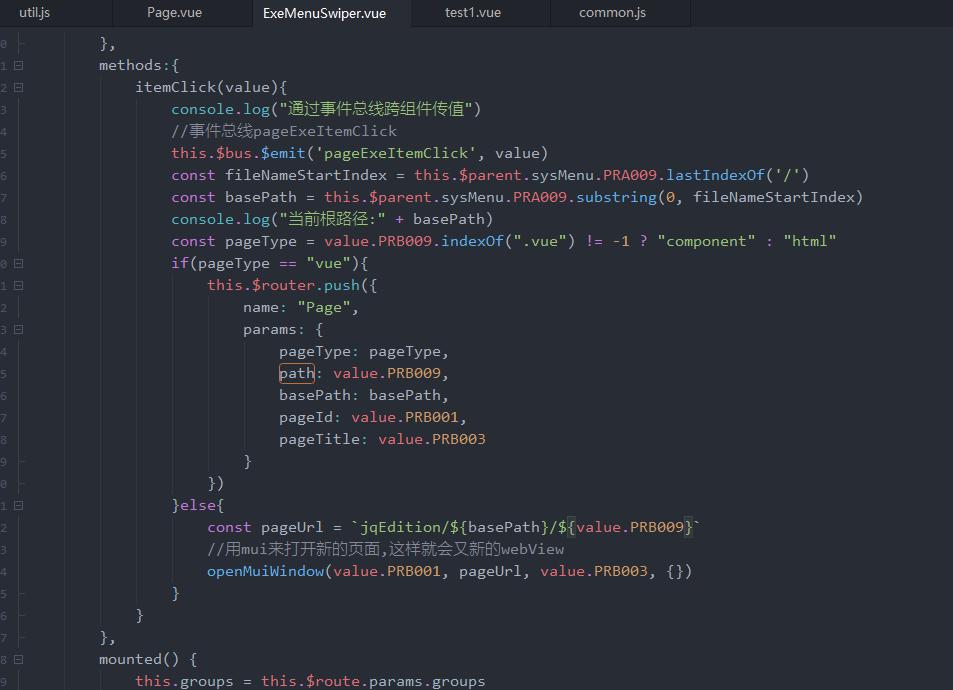 util.js Page.vue ExeMenuSwiper.vue test1.vue common.js
0 },
1 methods:{
2 itemClick(value){
3 console.log("通过事件总线跨组件传值")
4 //事件总线pageExeItemClick
5 this.$bus.$emit('pageExeItemClick', value)
6 const fileNameStartIndex = this.$parent.sysMenu.PRA009.lastIndexOf('/')
7 const basePath = this.$parent.sysMenu.PRA009.substring(0, fileNameStartIndex)
8 console.log("当前根路径:" + basePath)
9 const pageType = value.PRB009.indexOf(".vue") != -1 ? "component" : "html"
0 if(pageType == "vue"){
1 this.$router.push({
2 name: "Page",
3 params: {
4 pageType: pageType,
5 path: value.PRB009,
6 basePath: basePath,
7 pageId: value.PRB001,
8 pageTitle: value.PRB003
9 }
0 })
1 }else{
2 const pageUrl = `jqEdition/${basePath}/${value.PRB009}`
3 //用mui来打开新的页面,这样就会又新的webView
4 openMuiWindow(value.PRB001, pageUrl, value.PRB003, {})
5 }
6 }
7 },
8 mounted() {
9 this.groups = this.$route.params.groups